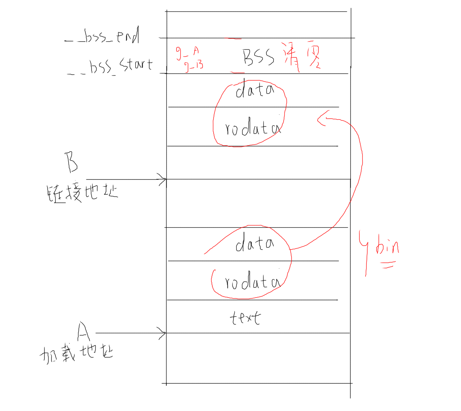 __bss_end
__bss_start
g_A
g_B
BSS 清零
data
rodata
B
链接地址
data
rodata
bin
text
A
加载地址